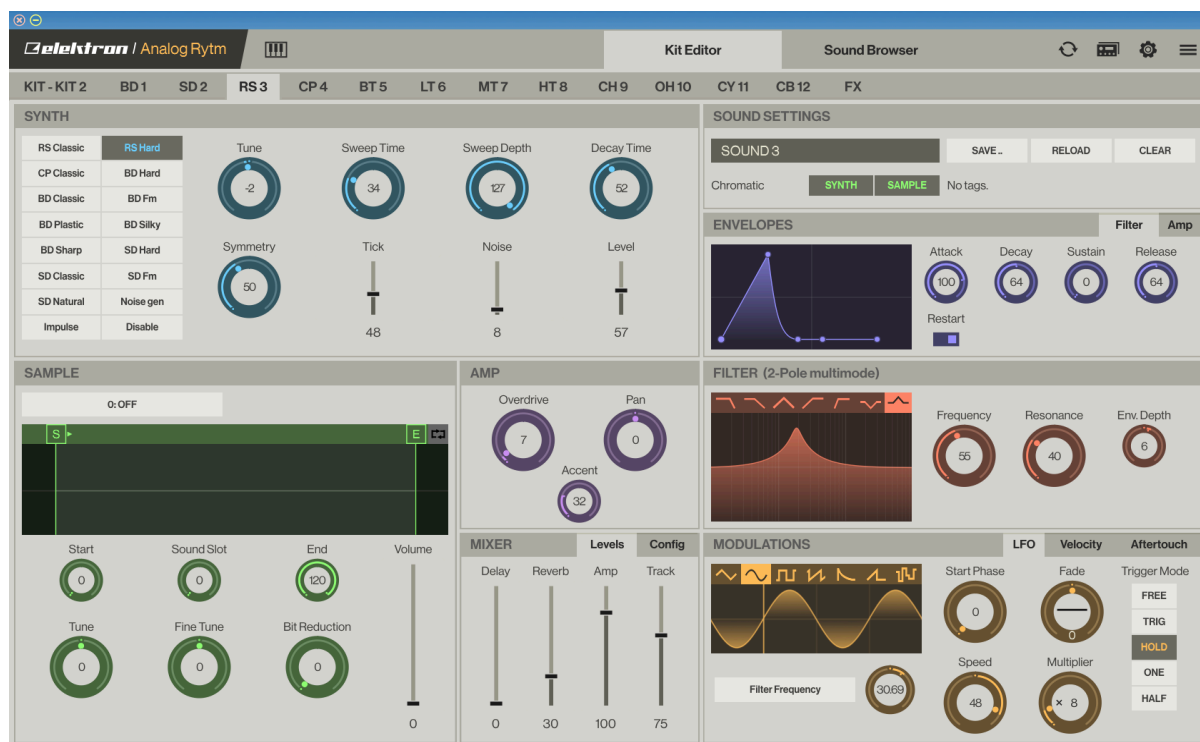 elektron | Analog Rytm
Kit Editor
Sound Browser
KIT - KIT 2 BD 1 SD 2 RS 3 CP 4 BT 5 LT 6 MT 7 HT 8 CH 9 OH 10 CY 11 CB 12 FX
SYNTH
RS Classic RS Hard
CP Classic BD Hard
BD Classic BD Fm
BD Plastic BD Silky
BD Sharp SD Hard
SD Classic SD Fm
SD Natural Noise gen
Impulse Disable
Tune Sweep Time Sweep Depth Decay Time
-2 34 127 52
Symmetry Tick Noise Level
50
48 8 57
SOUND SETTINGS
SOUND 3 SAVE .. RELOAD CLEAR
Chromatic SYNTH SAMPLE No tags.
ENVELOPES Filter Amp
Attack Decay Sustain Release
100 64 0 64
Restart
SAMPLE
0: OFF
S E
Start Sound Slot End Volume
0 0 120
Tune Fine Tune Bit Reduction
0 0 0
0
AMP
Overdrive Pan
7 0
Accent
32
MIXER Levels Config
Delay Reverb Amp Track
0 30 100 75
FILTER (2-Pole multimode)
Frequency Resonance Env. Depth
55 40 6
MODULATIONS LFO Velocity Aftertouch
Start Phase Fade Trigger Mode
0 0
FREE
TRIG
HOLD
ONE
HALF
Speed Multiplier
Filter Frequency 30.69 48 × 8